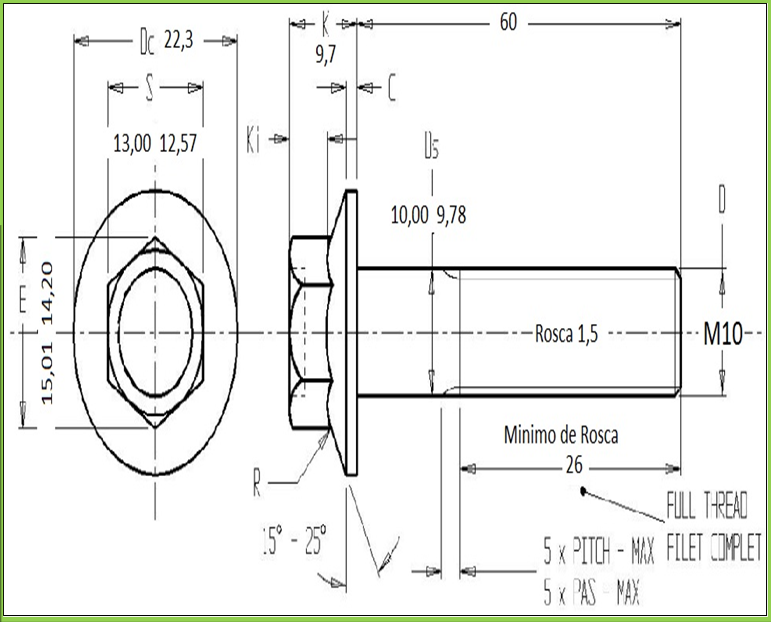 Dc 22,3
K
9,7
60
S
C
13,00 12,57
Ki
Ds
10,00 9,78
D
E
15,01 14,20
Rosca 1,5
M10
Minimo de Rosca
26
R
15° - 25°
FULL THREAD
FILET COMPLET
5 x PITCH - MAX
5 x PAS - MAX